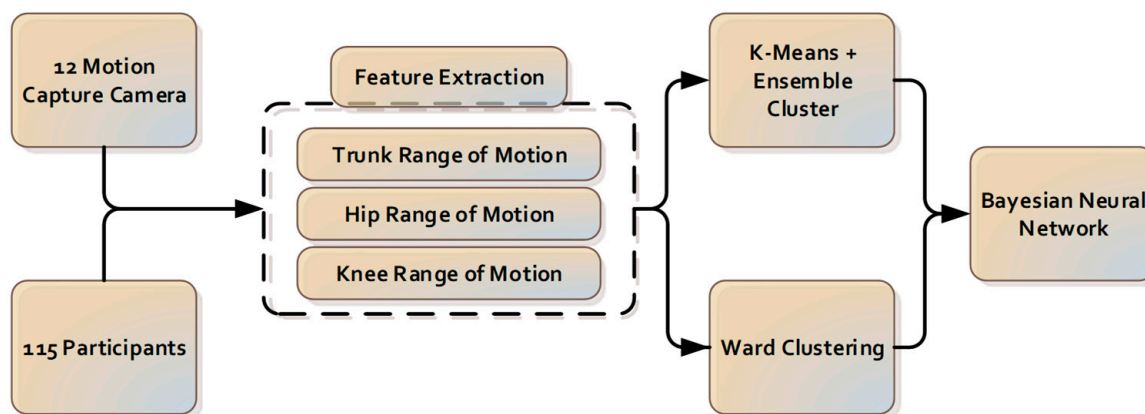 12 Motion
Capture Camera
115 Participants
Feature Extraction
Trunk Range of Motion
Hip Range of Motion
Knee Range of Motion
K-Means +
Ensemble
Cluster
Ward Clustering
Bayesian Neural
Network